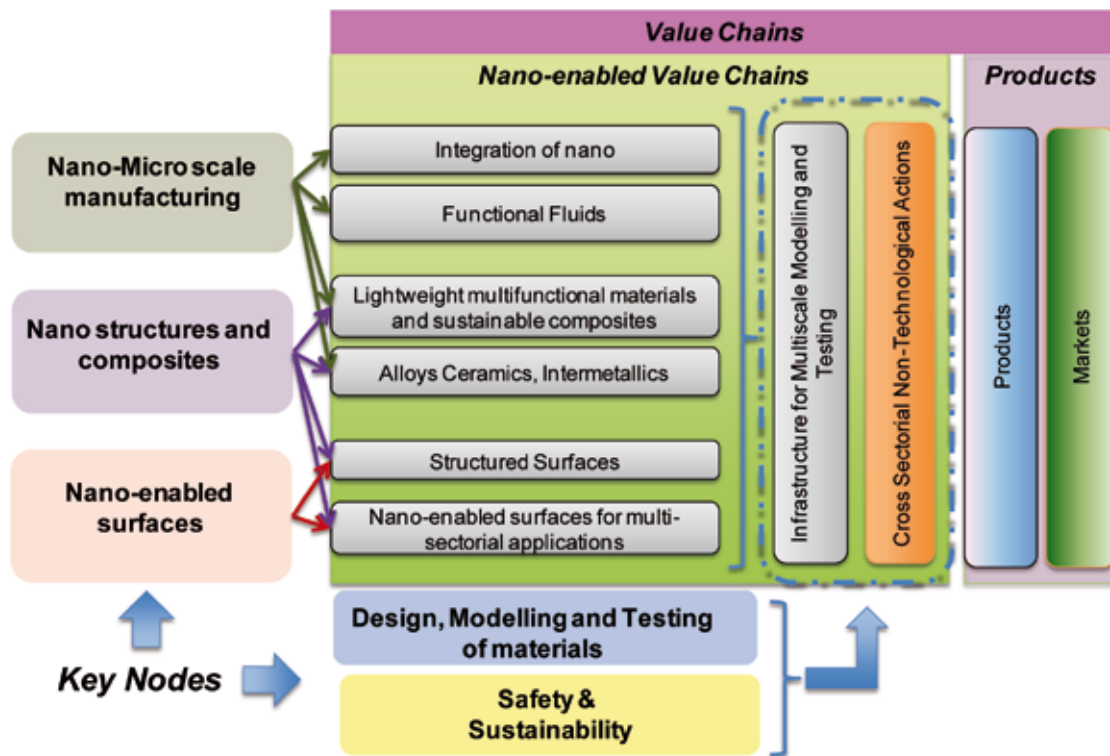 Value Chains
Nano-enabled Value Chains
Products
Nano-Micro scale
manufacturing
Nano structures and
composites
Nano-enabled
surfaces
Integration of nano
Functional Fluids
Lightweight multifunctional materials
and sustainable composites
Alloys Ceramics, Intermetallics
Structured Surfaces
Nano-enabled surfaces for multi-
sectorial applications
Infrastructure for Multiscale Modelling and
Testing
Cross Sectorial Non-Technological Actions
Products
Markets
Key Nodes
Design, Modelling and Testing
of materials
Safety &
Sustainability